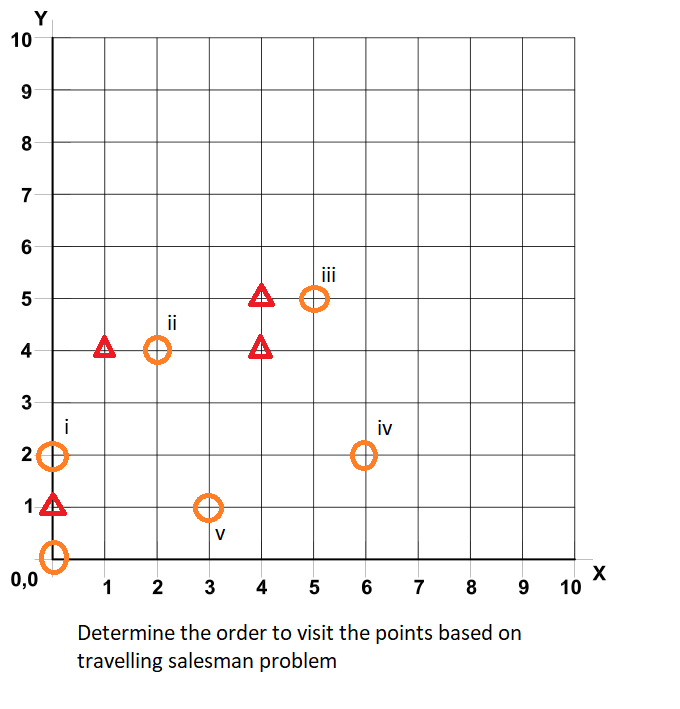 Y
10
9
8
7
6
5
iii
ii
4
3
iv
i
2
1
v
0,0
1 2 3 4 5 6 7 8 9 10 X
Determine the order to visit the points based on
travelling salesman problem